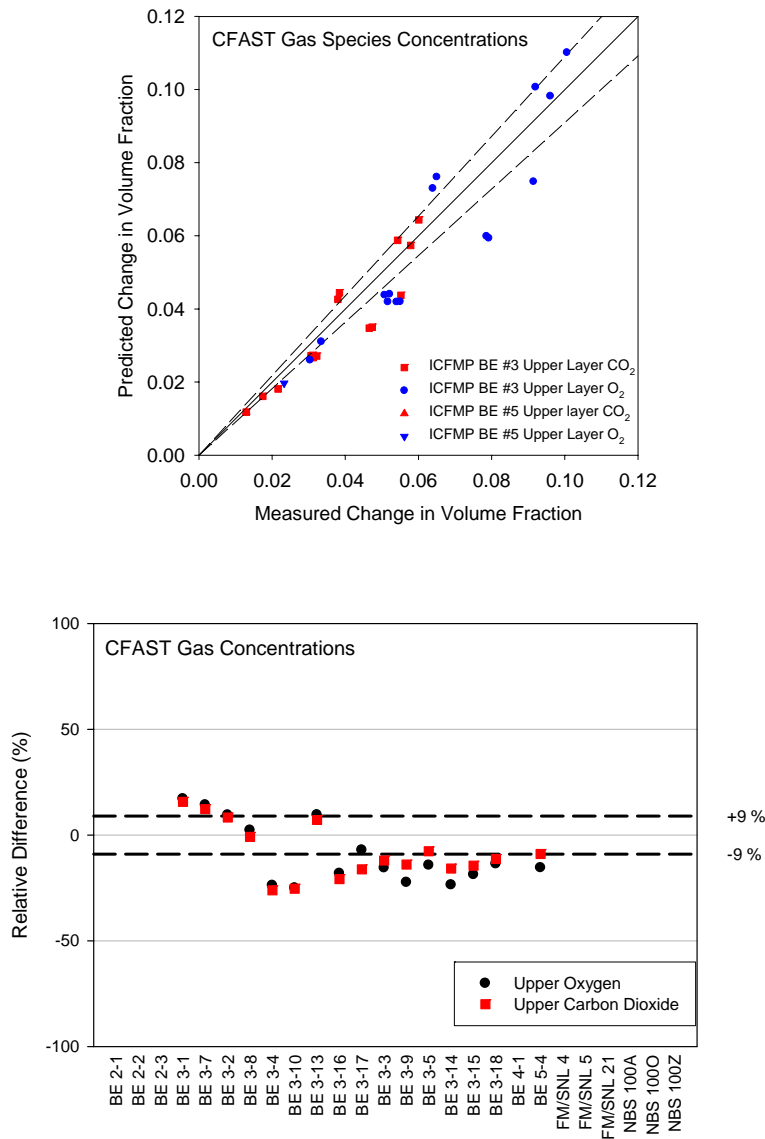 CFAST Gas Species Concentrations
0.12
0.10
0.08
0.06
0.04
0.02
0.00
Predicted Change in Volume Fraction
ICFMP BE #3 Upper Layer CO2
ICFMP BE #3 Upper Layer O2
ICFMP BE #5 Upper layer CO2
ICFMP BE #5 Upper Layer O2
0.00 0.02 0.04 0.06 0.08 0.10 0.12
Measured Change in Volume Fraction
CFAST Gas Concentrations
100
50
0
-50
-100
Relative Difference (%)
+9 %
-9 %
Upper Oxygen
Upper Carbon Dioxide
BE 2-1
BE 2-2
BE 2-3
BE 3-1
BE 3-7
BE 3-2
BE 3-8
BE 3-4
BE 3-10
BE 3-13
BE 3-16
BE 3-17
BE 3-3
BE 3-9
BE 3-5
BE 3-14
BE 3-15
BE 3-18
BE 4-1
BE 5-4
FM/SNL 4
FM/SNL 5
FM/SNL 21
NBS 100A
NBS 100O
NBS 100Z